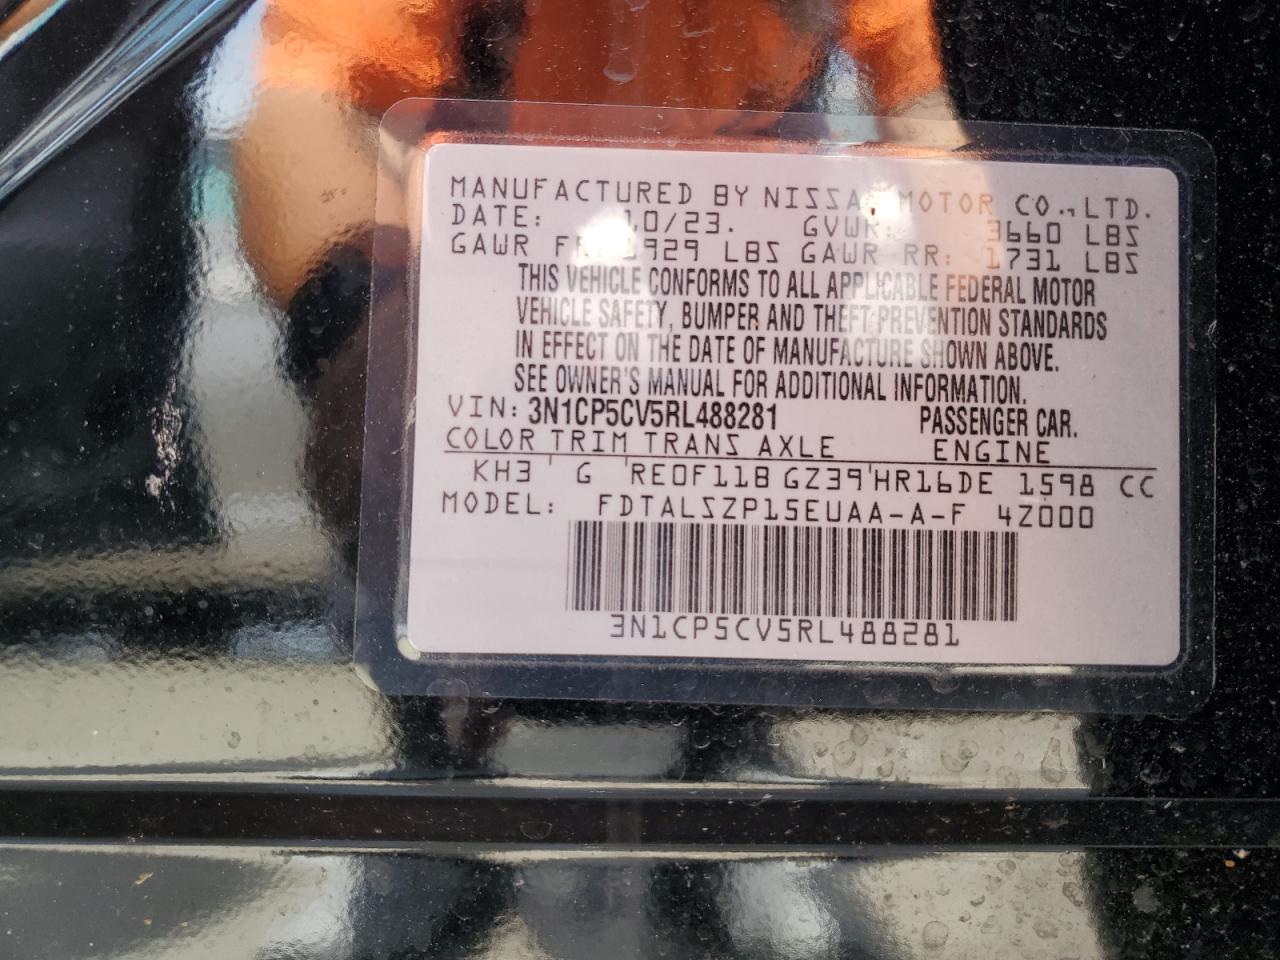 MANUFACTURED BY NISSAN MOTOR CO., LTD.
DATE: 10/23. GVWR: 3660 LBS
GAWR FR: 1929 LBS GAWR RR: 1731 LBS
THIS VEHICLE CONFORMS TO ALL APPLICABLE FEDERAL MOTOR
VEHICLE SAFETY, BUMPER AND THEFT PREVENTION STANDARDS
IN EFFECT ON THE DATE OF MANUFACTURE SHOWN ABOVE.
SEE OWNER'S MANUAL FOR ADDITIONAL INFORMATION.
VIN: 3N1CP5CV5RL488281 PASSENGER CAR.
COLOR TRIM TRANS AXLE ENGINE
KH3 ' G 'RE0F11B GZ39'HR16DE 1598 CC
MODEL: FDTALSZP15EUAA-A-F 4Z000
3N1CP5CV5RL488281